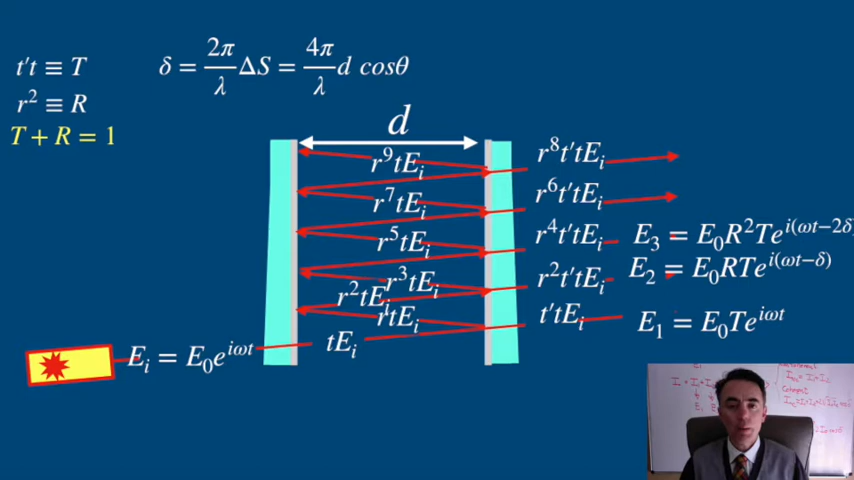 t't ≡ T
δ = 2π/λ ΔS = 4π/λ d cosθ
r² ≡ R
T + R = 1
d
r⁹tEᵢ
r⁸t'tEᵢ
r⁷tEᵢ
r⁶t'tEᵢ
r⁵tEᵢ
r⁴t'tEᵢ
E₃ = E₀R²Te^{i(ωt−2δ)}
r³tEᵢ
r²t'tEᵢ
E₂ = E₀RTe^{i(ωt−δ)}
r²tEᵢ
rtEᵢ
t'tEᵢ
E₁ = E₀Te^{iωt}
Eᵢ = E₀e^{iωt}
tEᵢ